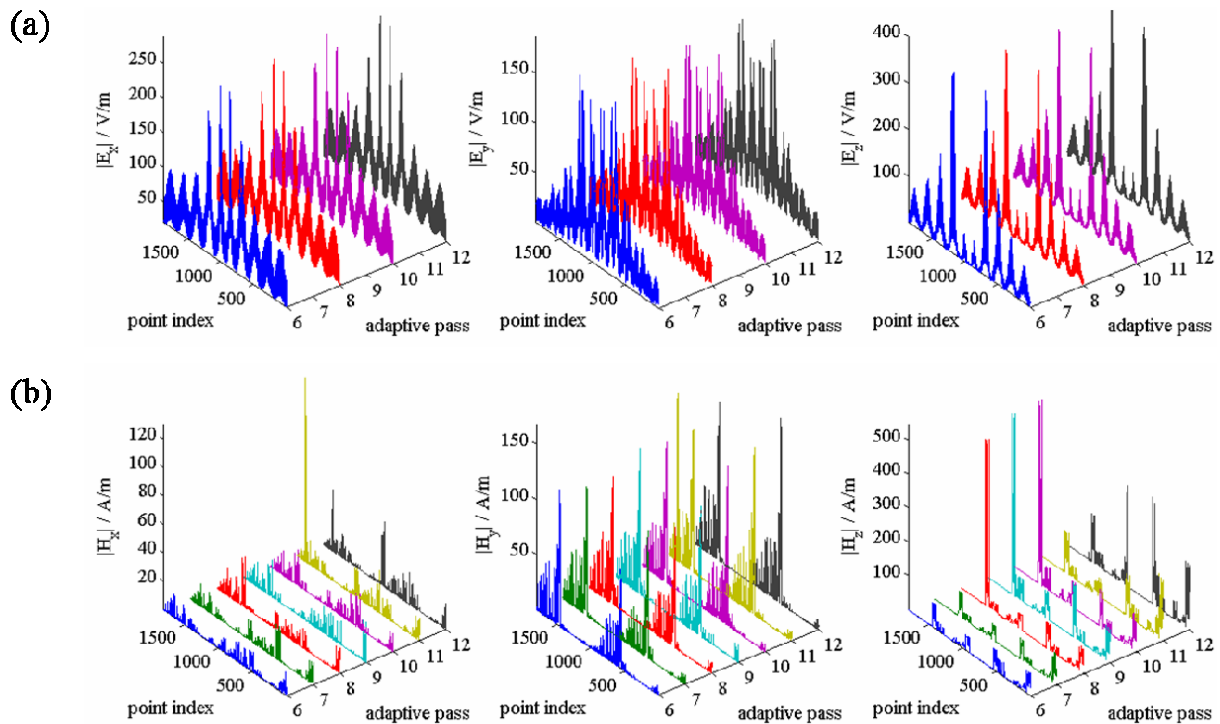 (a)
|Ex| / V/m
250
200
150
100
50
1500
1000
500
point index
6 7 8 9 10 11 12
adaptive pass
|Ey| / V/m
150
100
50
1500
1000
500
point index
6 7 8 9 10 11 12
adaptive pass
|Ez| / V/m
400
300
200
100
1500
1000
500
point index
6 7 8 9 10 11 12
adaptive pass
(b)
|Hx| / A/m
120
100
80
60
40
20
1500
1000
500
point index
6 7 8 9 10 11 12
adaptive pass
|Hy| / A/m
150
100
50
1500
1000
500
point index
6 7 8 9 10 11 12
adaptive pass
|Hz| / A/m
500
400
300
200
100
1500
1000
500
point index
6 7 8 9 10 11 12
adaptive pass